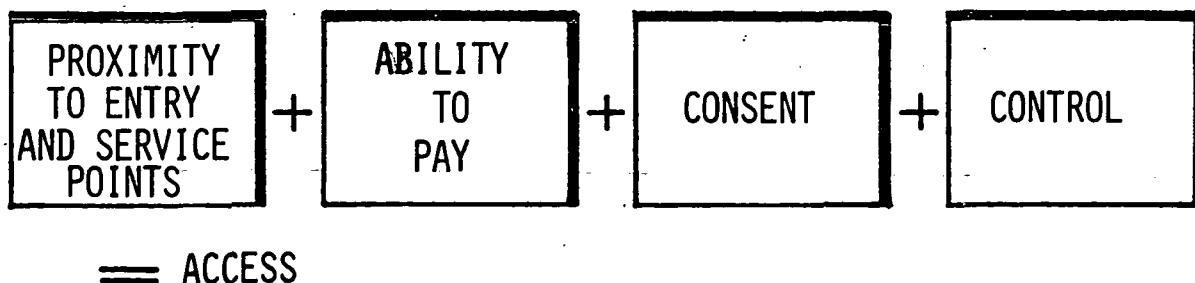 PROXIMITY
TO ENTRY
AND SERVICE
POINTS
+
ABILITY
TO
PAY
+
CONSENT
+
CONTROL
= ACCESS